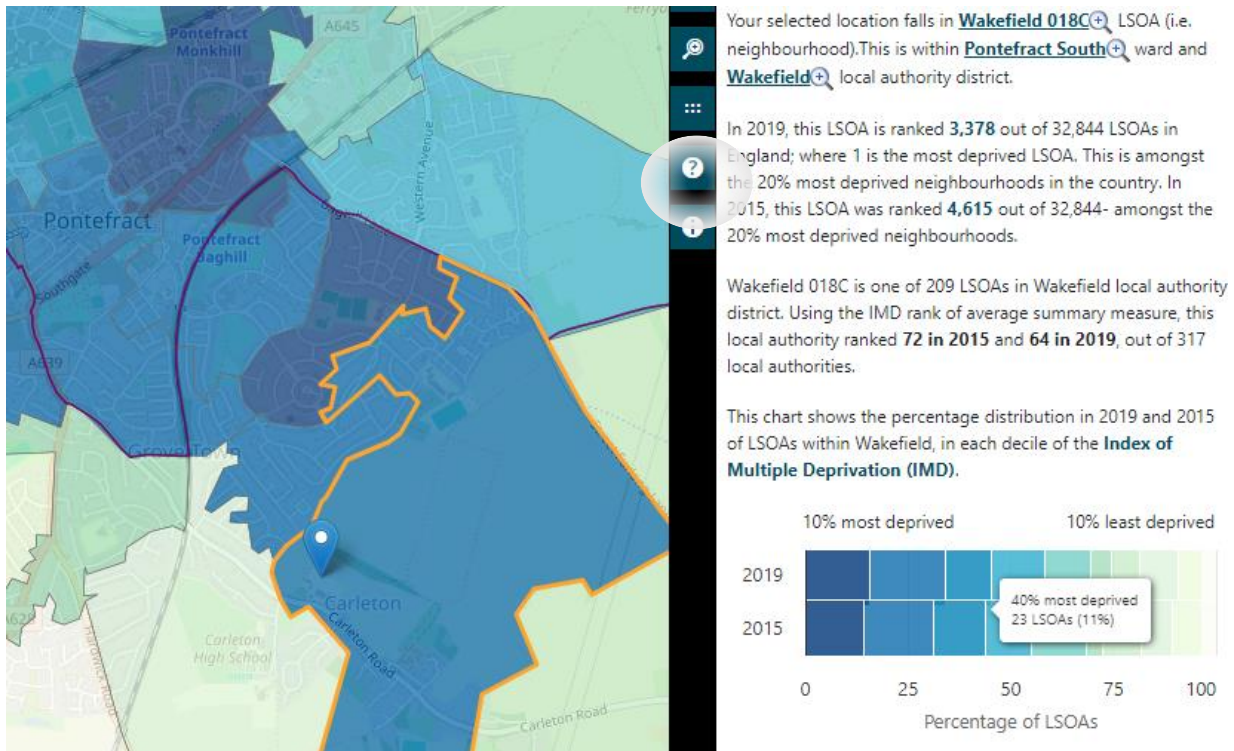 Pontefract
Monkhill
A645
Western Avenue
Pontefract
Pontefract
Baghill
Southgate
A639
Grove Town
Carleton
Carleton Road
Carleton
High School
Hardwick Road
Carleton Road
?
Your selected location falls in Wakefield 018C LSOA (i.e.
neighbourhood).This is within Pontefract South ward and
Wakefield local authority district.
In 2019, this LSOA is ranked 3,378 out of 32,844 LSOAs in
England; where 1 is the most deprived LSOA. This is amongst
the 20% most deprived neighbourhoods in the country. In
2015, this LSOA was ranked 4,615 out of 32,844- amongst the
20% most deprived neighbourhoods.
Wakefield 018C is one of 209 LSOAs in Wakefield local authority
district. Using the IMD rank of average summary measure, this
local authority ranked 72 in 2015 and 64 in 2019, out of 317
local authorities.
This chart shows the percentage distribution in 2019 and 2015
of LSOAs within Wakefield, in each decile of the Index of
Multiple Deprivation (IMD).
10% most deprived 10% least deprived
2019
40% most deprived
23 LSOAs (11%)
2015
0 25 50 75 100
Percentage of LSOAs